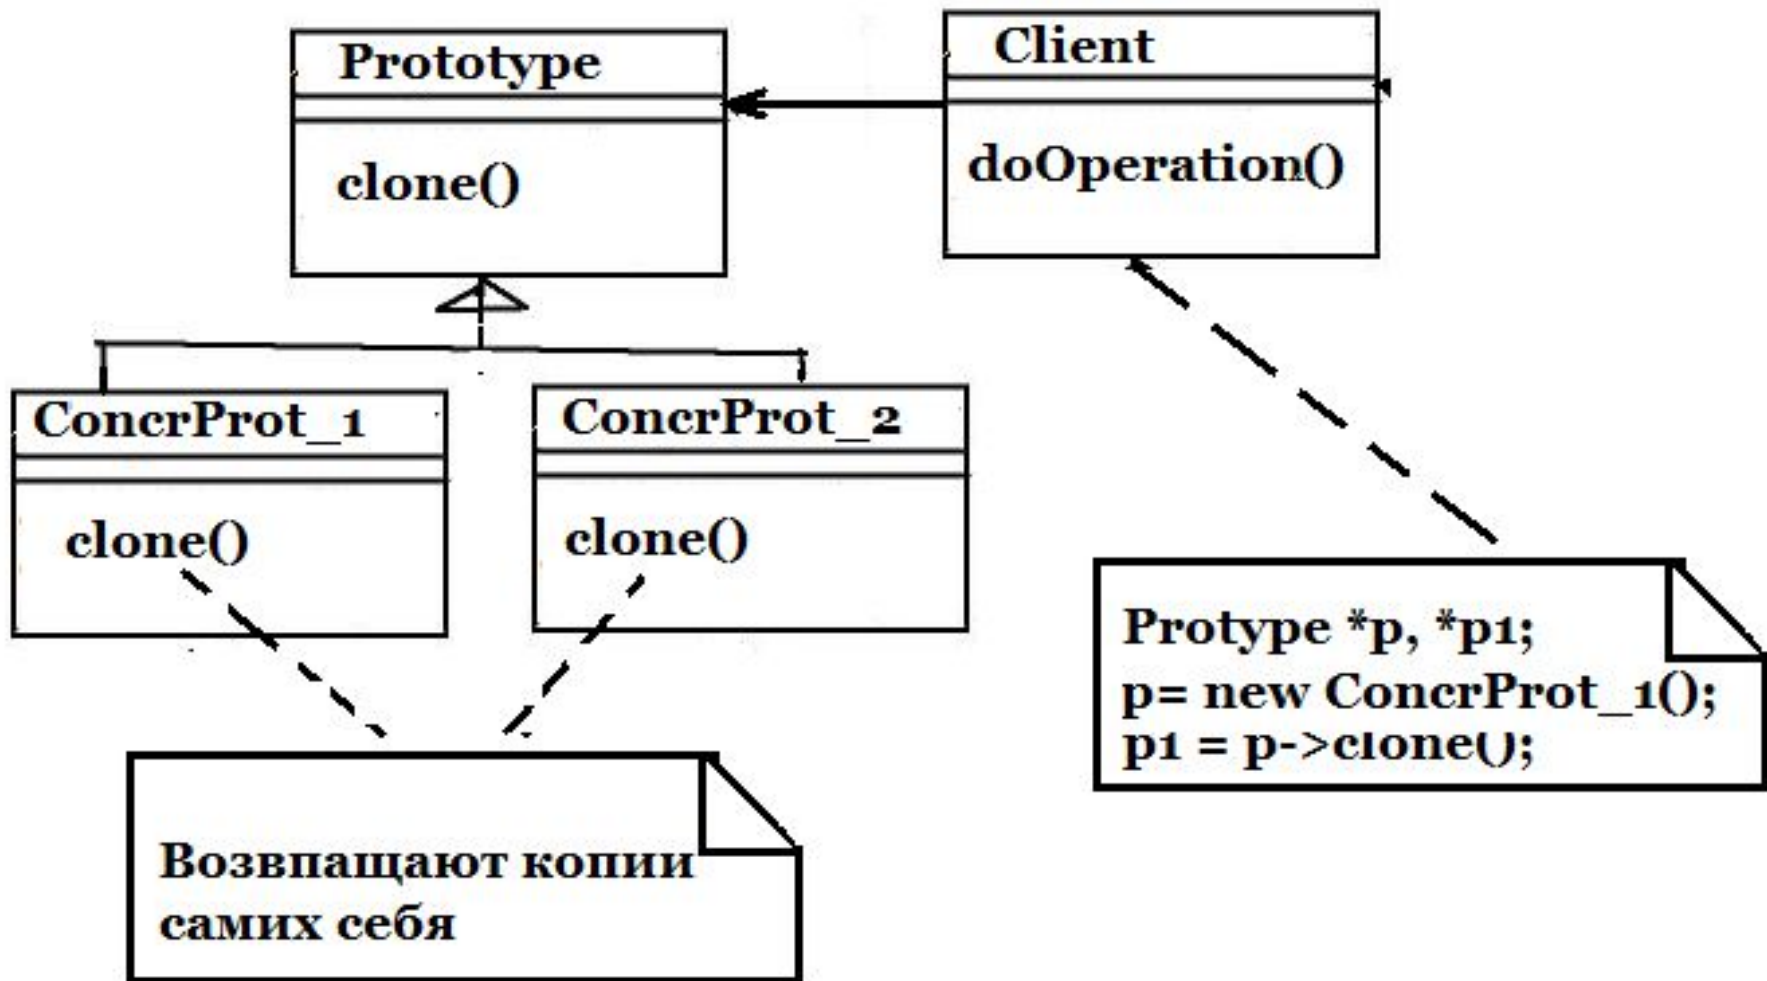 Prototype
clone()
Client
doOperation()
ConcrProt_1
clone()
ConcrProt_2
clone()
Protype *p, *p1;
p= new ConcrProt_1();
p1 = p->clone();
Возвпащают копии
самих себя